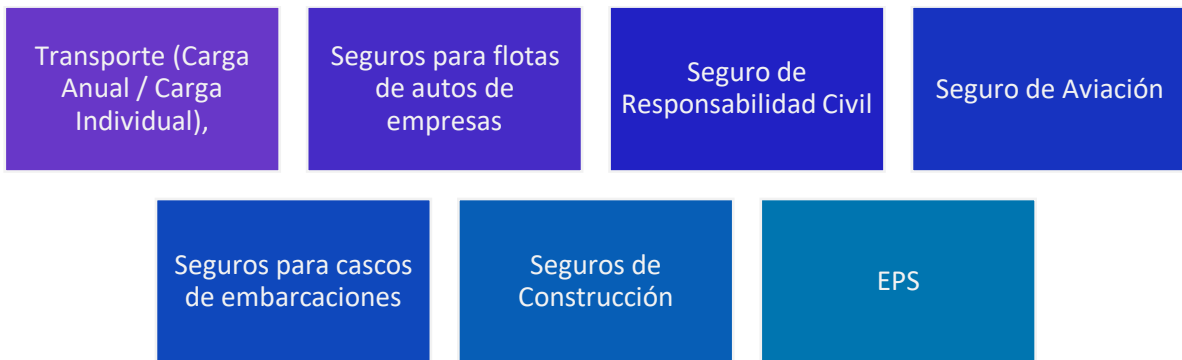 Transporte (Carga
Anual / Carga
Individual),
Seguros para flotas
de autos de
empresas
Seguro de
Responsabilidad Civil
Seguro de Aviación
Seguros para cascos
de embarcaciones
Seguros de
Construcción
EPS